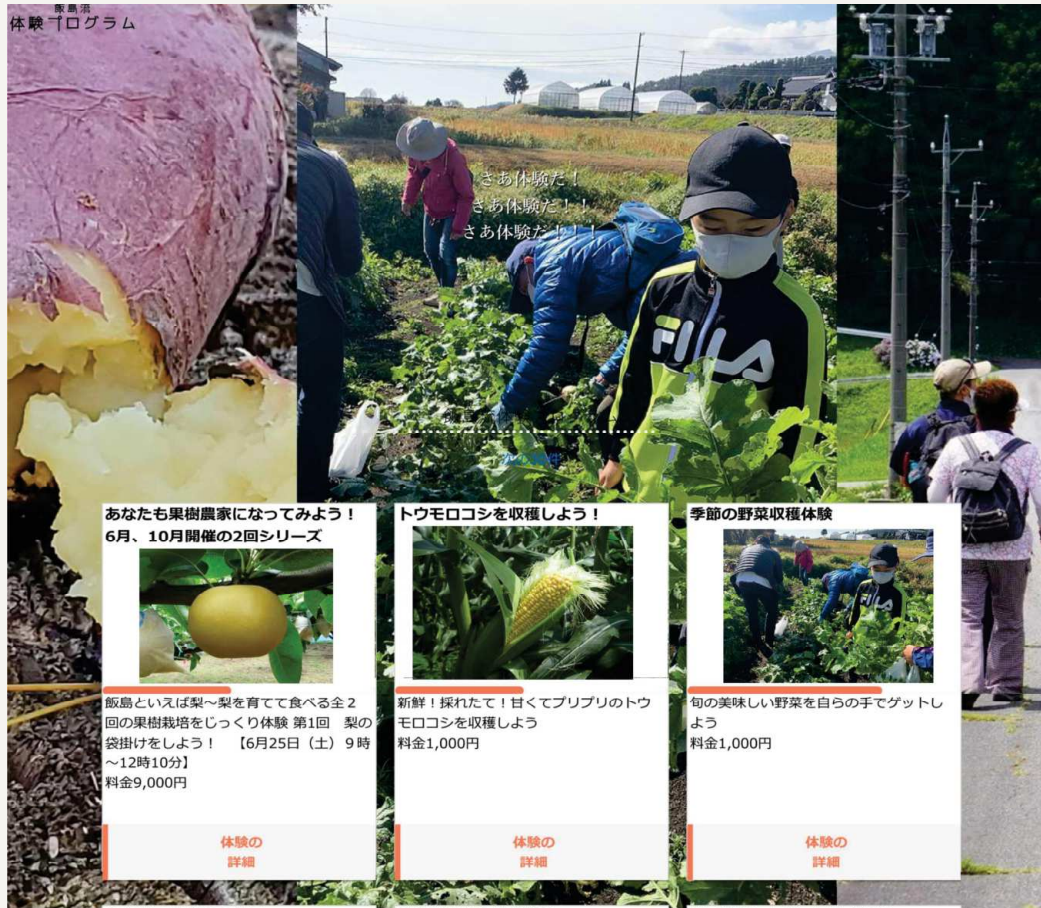 飯島流
体験プログラム
さあ体験だ！
さあ体験だ！！
さあ体験だ！！！
FILA
あなたも果樹農家になってみよう！
6月、10月開催の2回シリーズ
飯島といえば梨～梨を育てて食べる全２
回の果樹栽培をじっくり体験 第1回　梨の
袋掛けをしよう！　【6月25日（土）９時
～12時10分】
料金9,000円
体験の
詳細
トウモロコシを収穫しよう！
新鮮！採れたて！甘くてプリプリのトウ
モロコシを収穫しよう
料金1,000円
体験の
詳細
季節の野菜収穫体験
FILA
旬の美味しい野菜を自らの手でゲットし
よう
料金1,000円
体験の
詳細